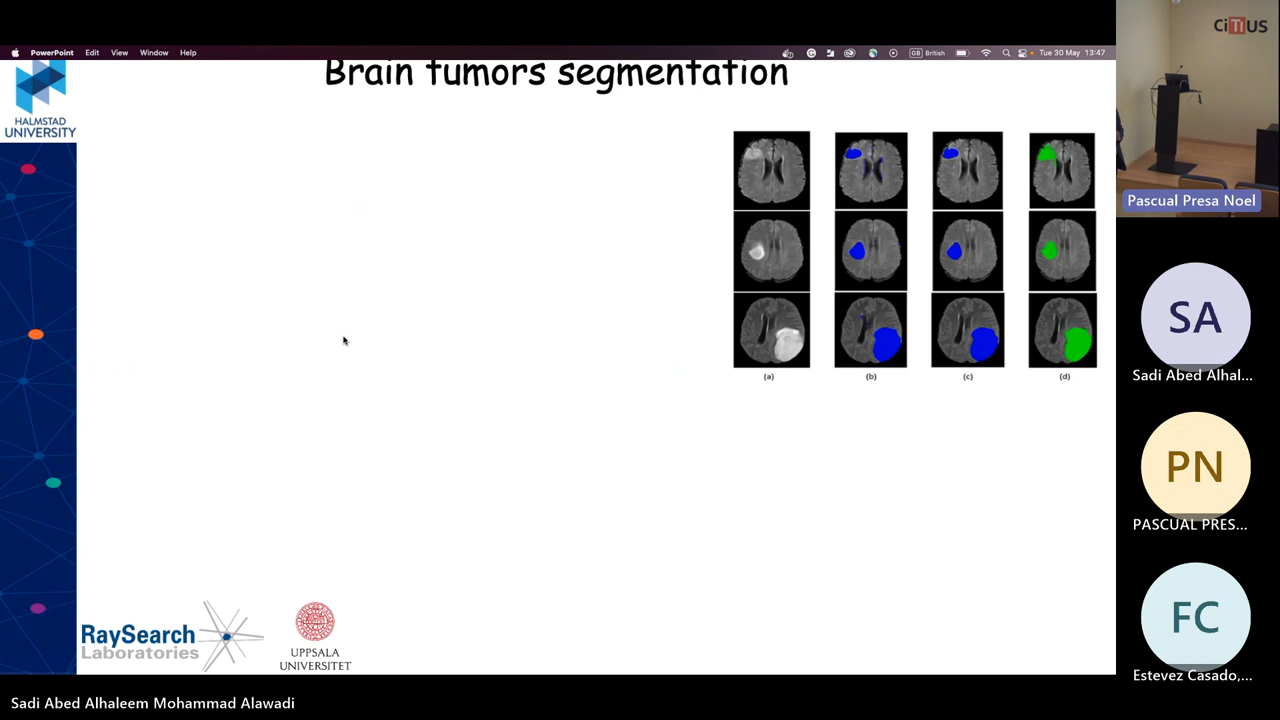 PowerPoint Edit View Window Help
British Tue 30 May 13:47
CiTIUS
HALMSTAD
UNIVERSITY
Brain tumors segmentation
Pascual Presa Noel
(a) (b) (c) (d)
SA
Sadi Abed Alhal...
PN
PASCUAL PRES...
FC
Estevez Casado,...
RaySearch
Laboratories
UPPSALA
UNIVERSITET
Sadi Abed Alhaleem Mohammad Alawadi